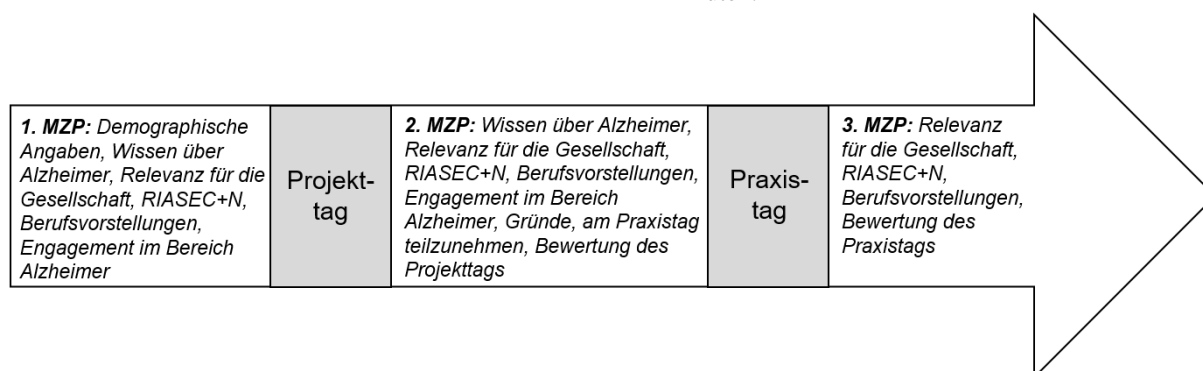 1. MZP: Demographische
Angaben, Wissen über
Alzheimer, Relevanz für die
Gesellschaft, RIASEC+N,
Berufsvorstellungen,
Engagement im Bereich
Alzheimer
Projekt-
tag
2. MZP: Wissen über Alzheimer,
Relevanz für die Gesellschaft,
RIASEC+N, Berufsvorstellungen,
Engagement im Bereich
Alzheimer, Gründe, am Praxistag
teilzunehmen, Bewertung des
Projekttags
Praxis-
tag
3. MZP: Relevanz
für die Gesellschaft,
RIASEC+N,
Berufsvorstellungen,
Bewertung des
Praxistags